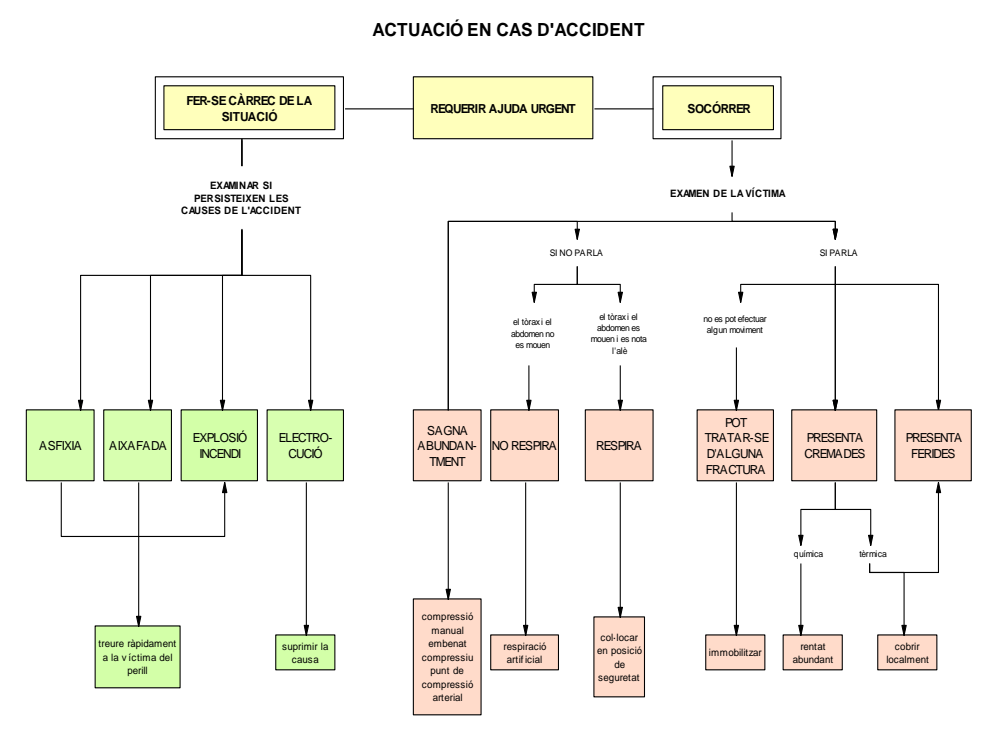 ACTUACIÓ EN CAS D'ACCIDENT
FER-SE CÀRREC DE LA
SITUACIÓ
REQUERIR AJUDA URGENT
SOCÓRRER
EXAMINAR SI
PERSISTEIXEN LES
CAUSES DE L'ACCIDENT
EXAMEN DE LA VÍCTIMA
SI NO PARLA
SI PARLA
el tòrax i el
abdomen no
es mouen
el tòrax i el
abdomen es
mouen i es nota
l'alè
no es pot efectuar
algun moviment
ASFIXIA
AIXAFADA
EXPLOSIÓ
INCENDI
ELECTRO-
CUCIÓ
SAGNA
ABUNDAN-
TMENT
NO RESPIRA
RESPIRA
POT
TRATAR-SE
D'ALGUNA
FRACTURA
PRESENTA
CREMADES
PRESENTA
FERIDES
química
tèrmica
treure ràpidament
a la víctima del
perill
suprimir la
causa
compressió
manual
embenat
compressiu
punt de
compressió
arterial
respiració
artificial
col-locar
en posició
de
seguretat
immobilitzar
rentat
abundant
cobrir
localment